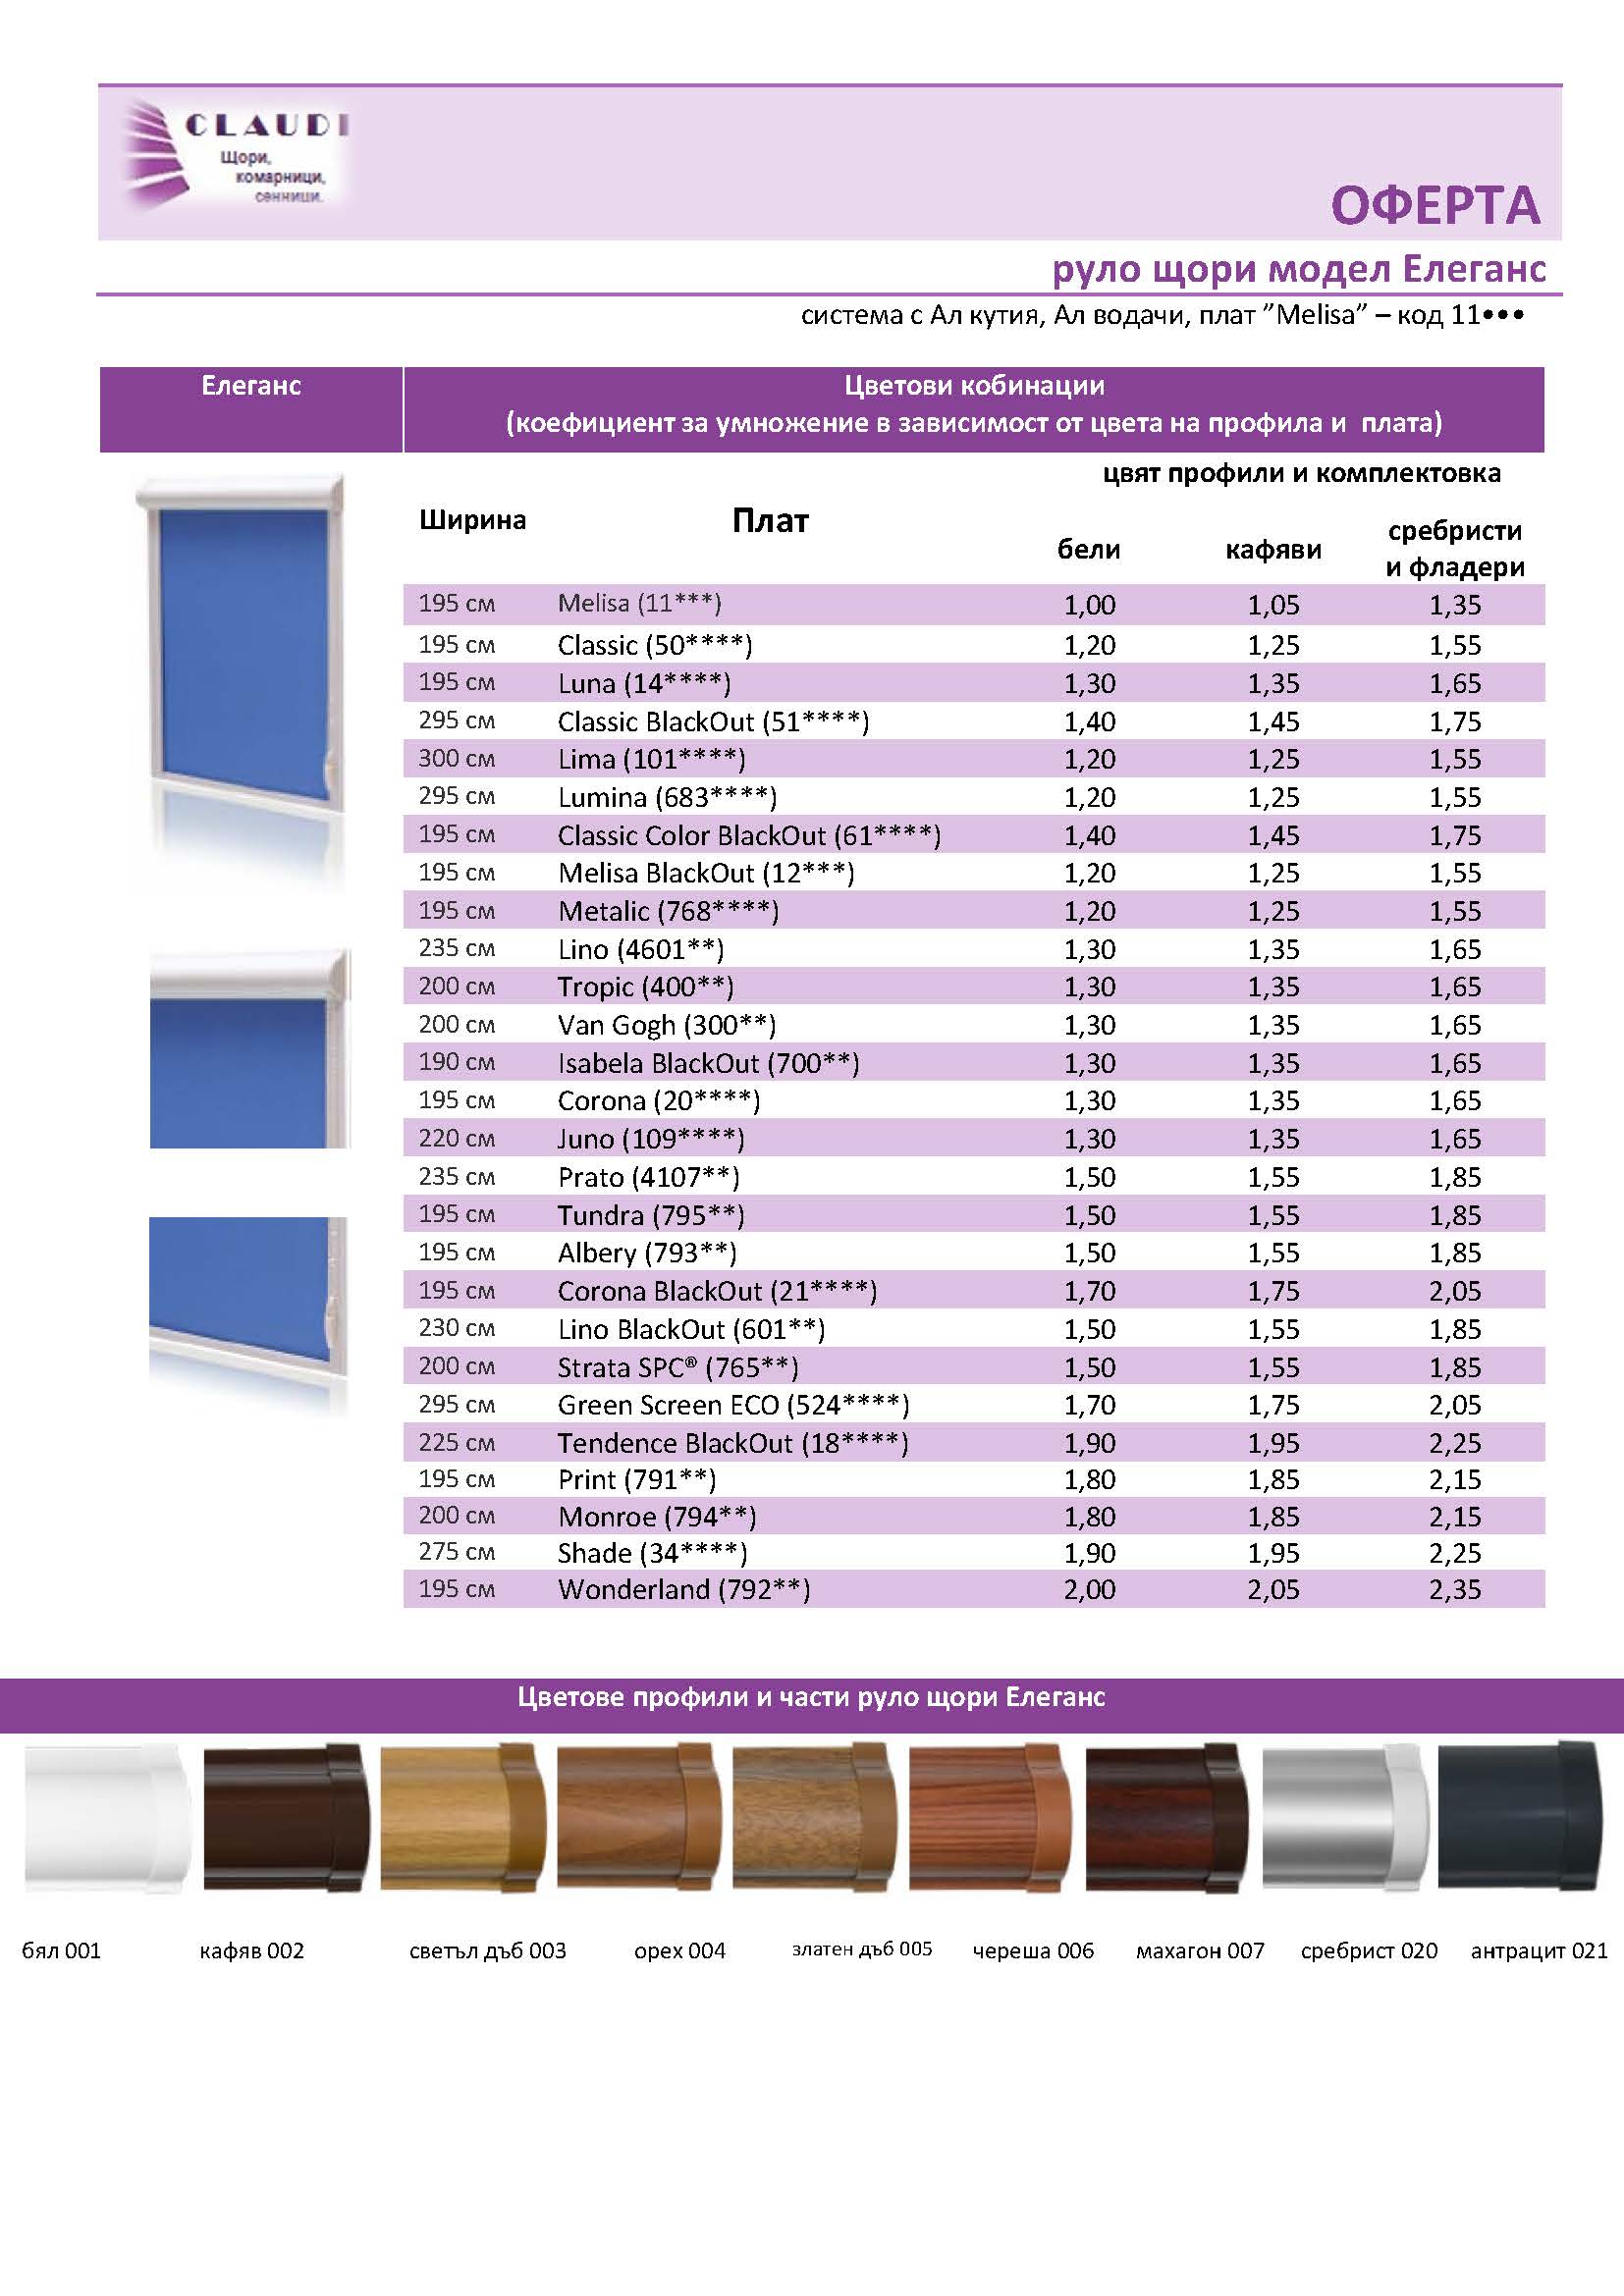 CLAUDI
Щори,
комарници,
сенници.
ОФЕРТА
руло щори модел Елеганс
система с Ал кутия, Ал водачи, плат ”Melisa” – код 11•••
Елеганс
Цветови кобинации
(коефициент за умножение в зависимост от цвета на профила и плата)
цвят профили и комплектовка
Ширина Плат бели кафяви сребристи и фладери
195 см Melisa (11***) 1,00 1,05 1,35
195 см Classic (50****) 1,20 1,25 1,55
195 см Luna (14****) 1,30 1,35 1,65
295 см Classic BlackOut (51****) 1,40 1,45 1,75
300 см Lima (101****) 1,20 1,25 1,55
295 см Lumina (683****) 1,20 1,25 1,55
195 см Classic Color BlackOut (61****) 1,40 1,45 1,75
195 см Melisa BlackOut (12***) 1,20 1,25 1,55
195 см Metalic (768****) 1,20 1,25 1,55
235 см Lino (4601**) 1,30 1,35 1,65
200 см Tropic (400**) 1,30 1,35 1,65
200 см Van Gogh (300**) 1,30 1,35 1,65
190 см Isabela BlackOut (700**) 1,30 1,35 1,65
195 см Corona (20****) 1,30 1,35 1,65
220 см Juno (109****) 1,30 1,35 1,65
235 см Prato (4107**) 1,50 1,55 1,85
195 см Tundra (795**) 1,50 1,55 1,85
195 см Albery (793**) 1,50 1,55 1,85
195 см Corona BlackOut (21****) 1,70 1,75 2,05
230 см Lino BlackOut (601**) 1,50 1,55 1,85
200 см Strata SPC® (765**) 1,50 1,55 1,85
295 см Green Screen ECO (524****) 1,70 1,75 2,05
225 см Tendence BlackOut (18****) 1,90 1,95 2,25
195 см Print (791**) 1,80 1,85 2,15
200 см Monroe (794**) 1,80 1,85 2,15
275 см Shade (34****) 1,90 1,95 2,25
195 см Wonderland (792**) 2,00 2,05 2,35
Цветове профили и части руло щори Елеганс
бял 001 кафяв 002 светъл дъб 003 орех 004 златен дъб 005 череша 006 махагон 007 сребрист 020 антрацит 021